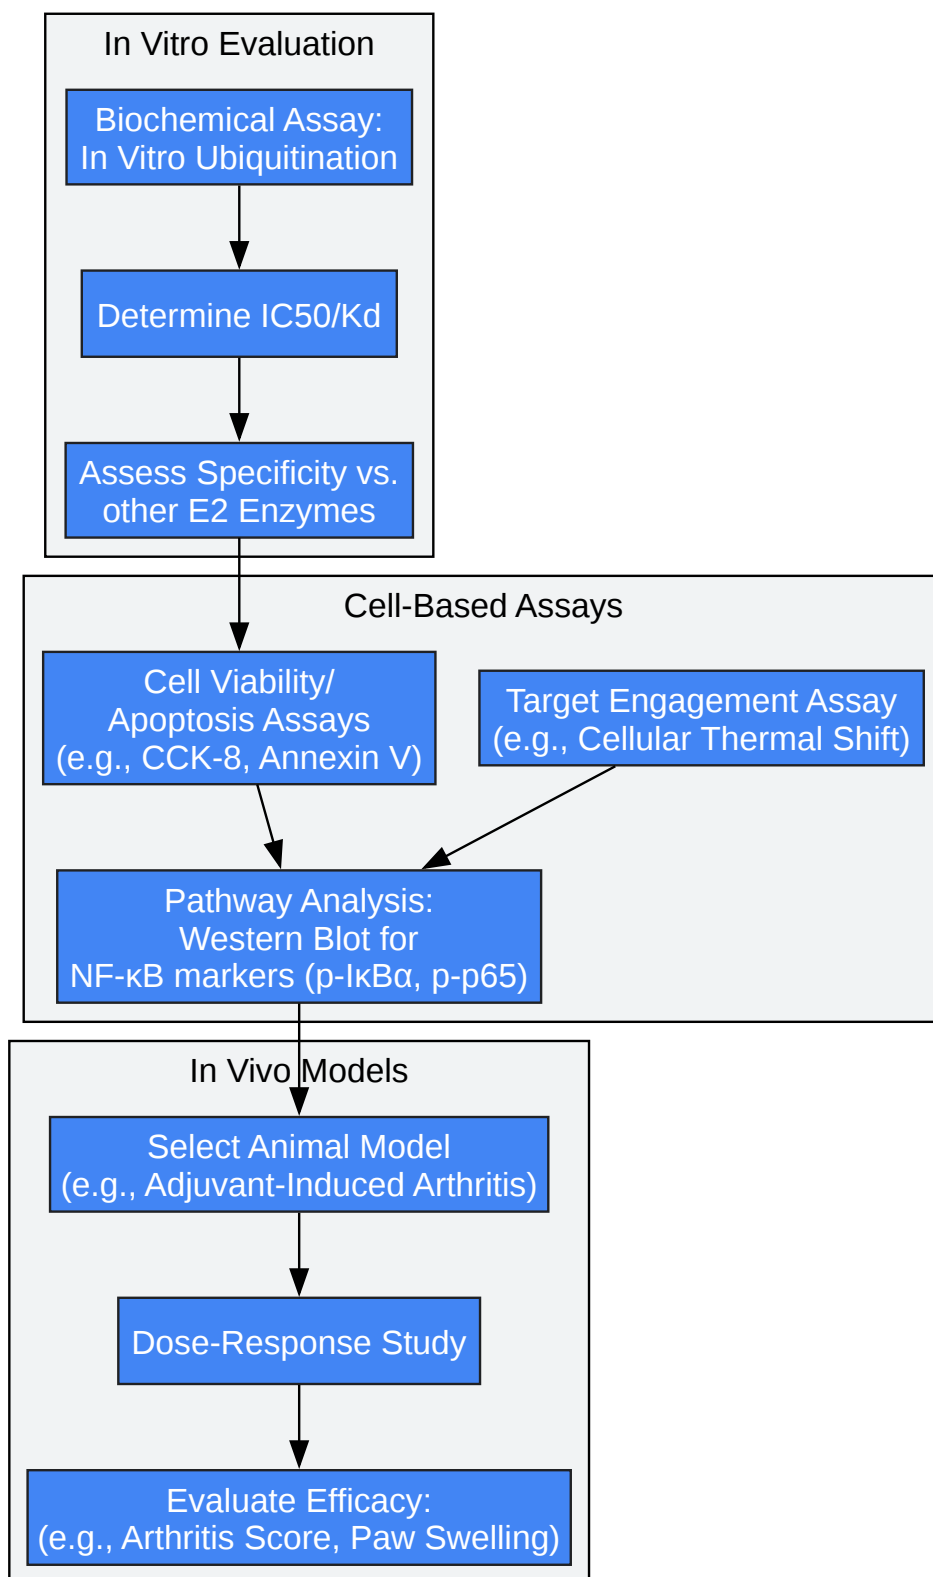 In Vitro Evaluation
Biochemical Assay:
In Vitro Ubiquitination
Determine IC50/Kd
Assess Specificity vs.
other E2 Enzymes
Cell-Based Assays
Cell Viability/
Apoptosis Assays
(e.g., CCK-8, Annexin V)
Target Engagement Assay
(e.g., Cellular Thermal Shift)
Pathway Analysis:
Western Blot for
NF-κB markers (p-IκBα, p-p65)
In Vivo Models
Select Animal Model
(e.g., Adjuvant-Induced Arthritis)
Dose-Response Study
Evaluate Efficacy:
(e.g., Arthritis Score, Paw Swelling)